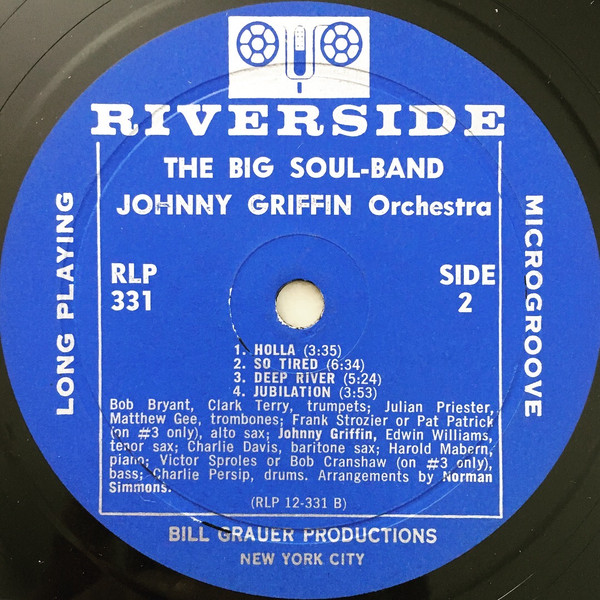 RIVERSIDE
THE BIG SOUL-BAND
JOHNNY GRIFFIN Orchestra
LONG PLAYING
MICROGROOVE
RLP
331
SIDE
2
1. HOLLA (3:35)
2. SO TIRED (6:34)
3. DEEP RIVER (5:24)
4. JUBILATION (3:53)
Bob Bryant, Clark Terry, trumpets; Julian Priester,
Matthew Gee, trombones; Frank Strozier or Pat Patrick
(on #3 only), alto sax; Johnny Griffin, Edwin Williams,
tenor sax; Charlie Davis, baritone sax; Harold Mabern,
piano; Victor Sproles or Bob Cranshaw (on #3 only),
bass; Charlie Persip, drums. Arrangements by Norman
Simmons.
(RLP 12-331 B)
BILL GRAUER PRODUCTIONS
NEW YORK CITY